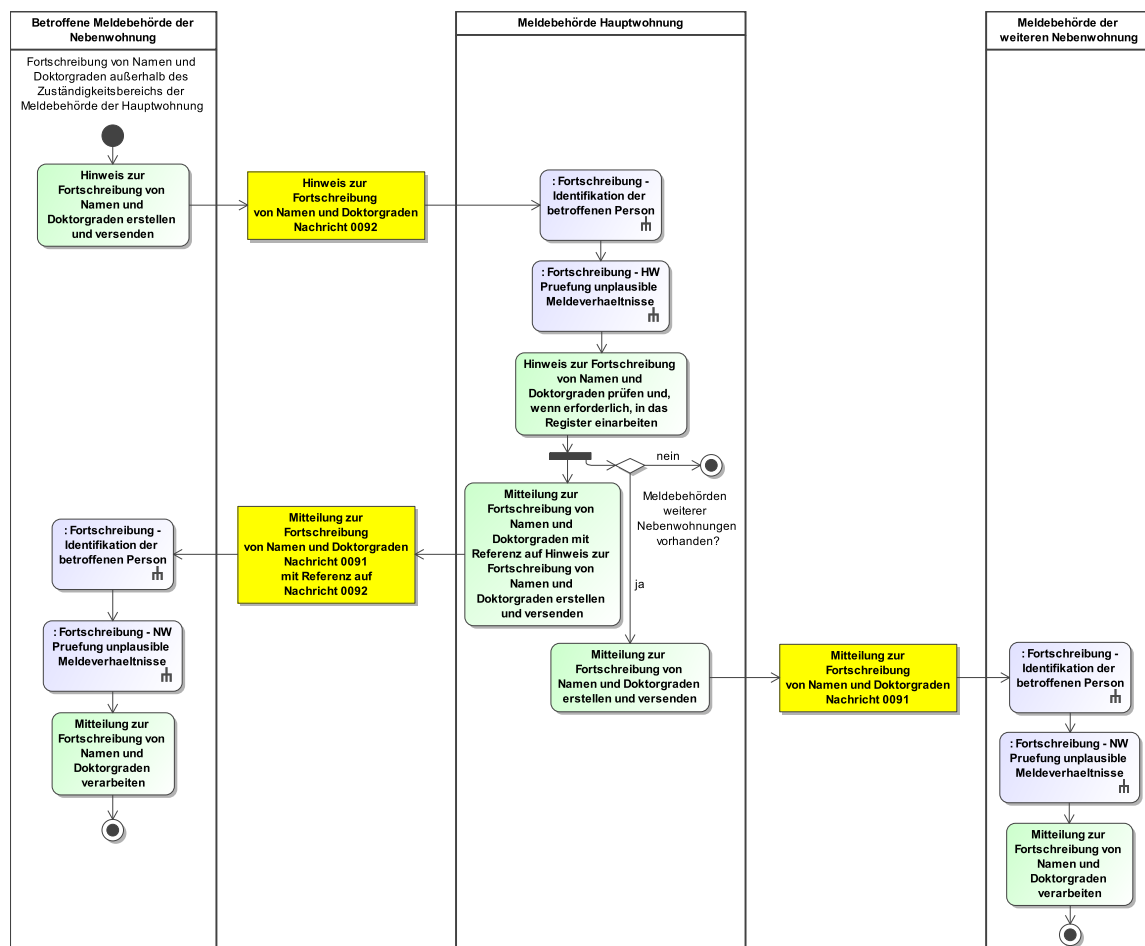 Betroffene Meldebehörde der
Nebenwohnung
Meldebehörde Hauptwohnung
Meldebehörde der
weiteren Nebenwohnung
Fortschreibung von Namen und
Doktorgraden außerhalb des
Zuständigkeitsbereichs der
Meldebehörde der Hauptwohnung
Hinweis zur
Fortschreibung von
Namen und
Doktorgraden erstellen
und versenden
Hinweis zur
Fortschreibung
von Namen und Doktorgraden
Nachricht 0092
: Fortschreibung -
Identifikation der
betroffenen Person
: Fortschreibung - HW
Pruefung unplausible
Meldeverhaeltnisse
Hinweis zur Fortschreibung
von Namen und
Doktorgraden prüfen und,
wenn erforderlich, in das
Register einarbeiten
nein
Meldebehörden
weiterer
Nebenwohnungen
vorhanden?
ja
Mitteilung zur
Fortschreibung von
Namen und
Doktorgraden mit
Referenz auf Hinweis zur
Fortschreibung von
Namen und
Doktorgraden erstellen
und versenden
Mitteilung zur
Fortschreibung
von Namen und Doktorgraden
Nachricht 0091
mit Referenz auf
Nachricht 0092
: Fortschreibung -
Identifikation der
betroffenen Person
: Fortschreibung - NW
Pruefung unplausible
Meldeverhaeltnisse
Mitteilung zur
Fortschreibung von
Namen und
Doktorgraden
verarbeiten
Mitteilung zur
Fortschreibung von
Namen und Doktorgraden
erstellen und versenden
Mitteilung zur
Fortschreibung
von Namen und Doktorgraden
Nachricht 0091
: Fortschreibung -
Identifikation der
betroffenen Person
: Fortschreibung - NW
Pruefung unplausible
Meldeverhaeltnisse
Mitteilung zur
Fortschreibung von
Namen und
Doktorgraden
verarbeiten